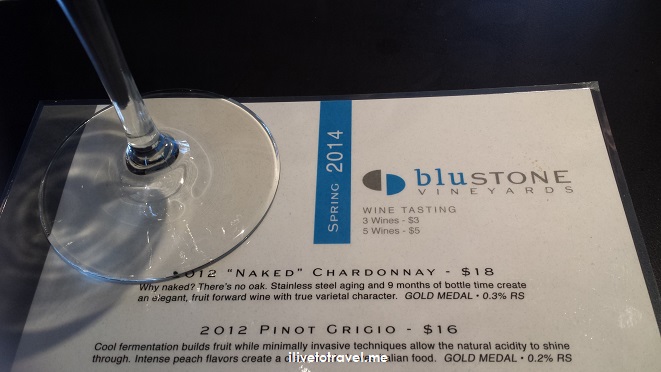 SPRING 2014
bluSTONE
VINEYARDS
WINE TASTING
3 Wines - $3
5 Wines - $5
012 "NAKED" CHARDONNAY - $18
Why naked? There's no oak. Stainless steel aging and 9 months of bottle time create
an elegant, fruit forward wine with true varietal character. GOLD MEDAL • 0.3% RS
2012 PINOT GRIGIO - $16
Cool fermentation builds fruit while minimally invasive techniques allow the natural acidity to shine
through. Intense peach flavors create a food. GOLD MEDAL • 0.2% RS
ilivetotravel.me